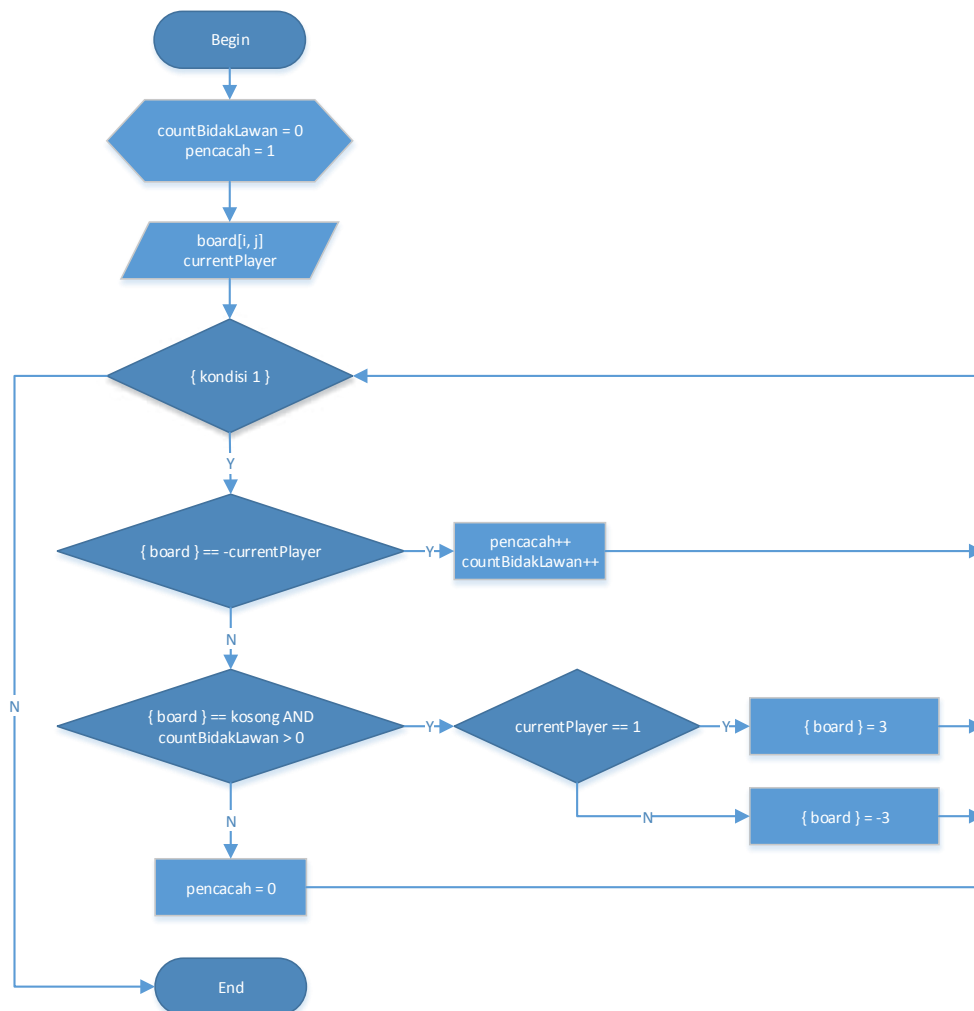 Begin
countBidakLawan = 0
pencacah = 1
board[i, j]
currentPlayer
{ kondisi 1 }
Y
{ board } == -currentPlayer
Y
pencacah++
countBidakLawan++
N
N
{ board } == kosong AND
countBidakLawan > 0
Y
currentPlayer == 1
Y
{ board } = 3
N
{ board } = -3
N
pencacah = 0
End